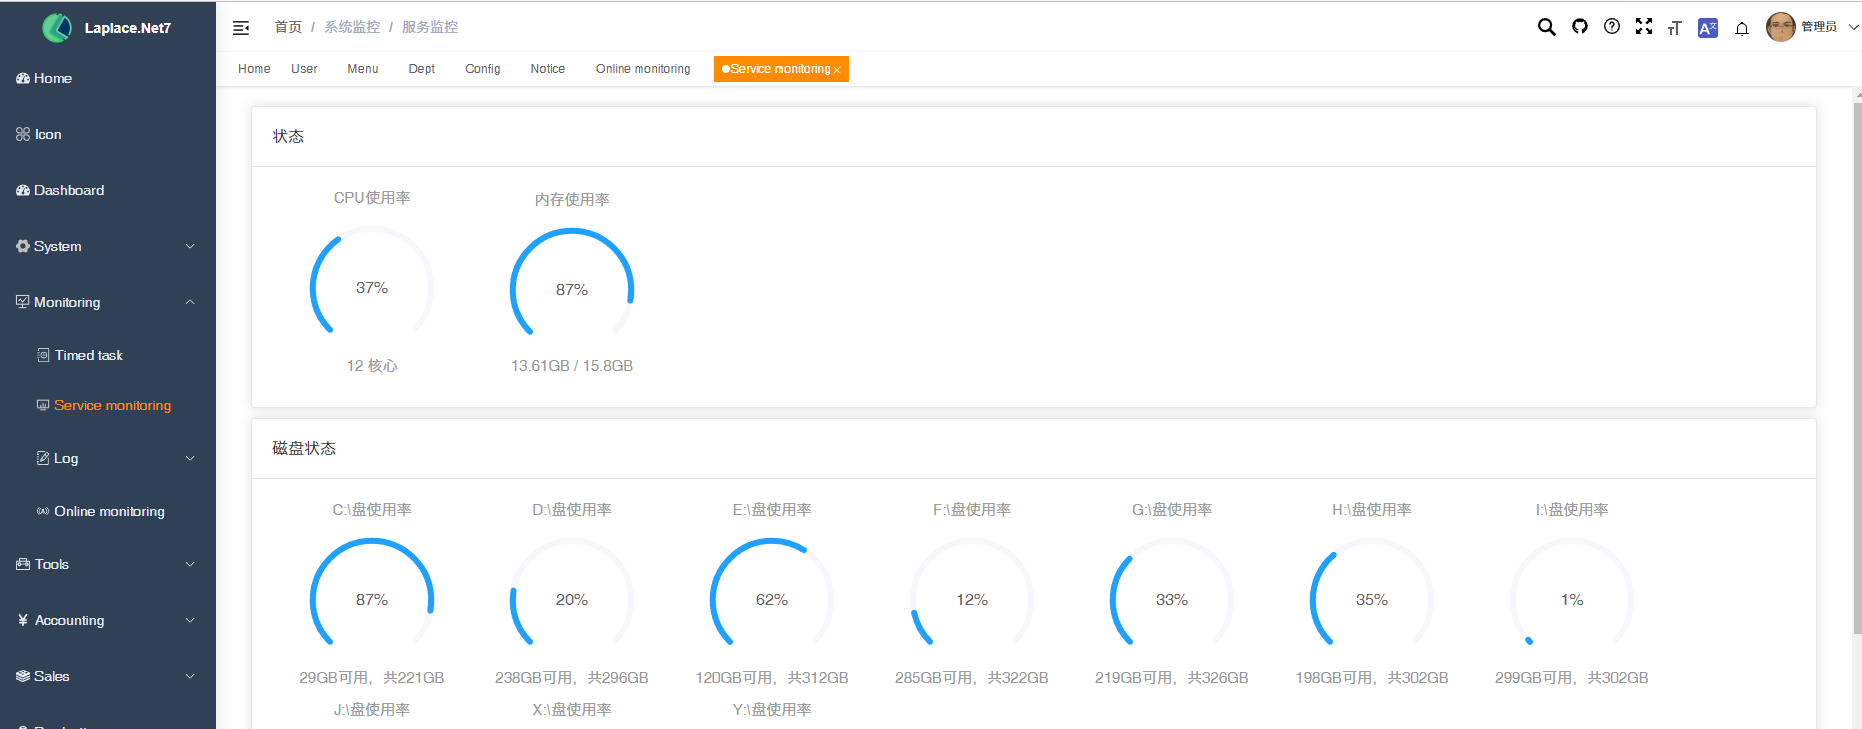 Laplace.Net7
首页 / 系统监控 / 服务监控
管理员
Home User Menu Dept Config Notice Online monitoring Service monitoring
Home
Icon
Dashboard
System
Monitoring
Timed task
Service monitoring
Log
Online monitoring
Tools
Accounting
Sales
状态
CPU使用率 内存使用率
37% 87%
12 核心 13.61GB / 15.8GB
磁盘状态
C:\盘使用率 D:\盘使用率 E:\盘使用率 F:\盘使用率 G:\盘使用率 H:\盘使用率 I:\盘使用率
87% 20% 62% 12% 33% 35% 1%
29GB可用，共221GB 238GB可用，共296GB 120GB可用，共312GB 285GB可用，共322GB 219GB可用，共326GB 198GB可用，共302GB 299GB可用，共302GB
J:\盘使用率 X:\盘使用率 Y:\盘使用率